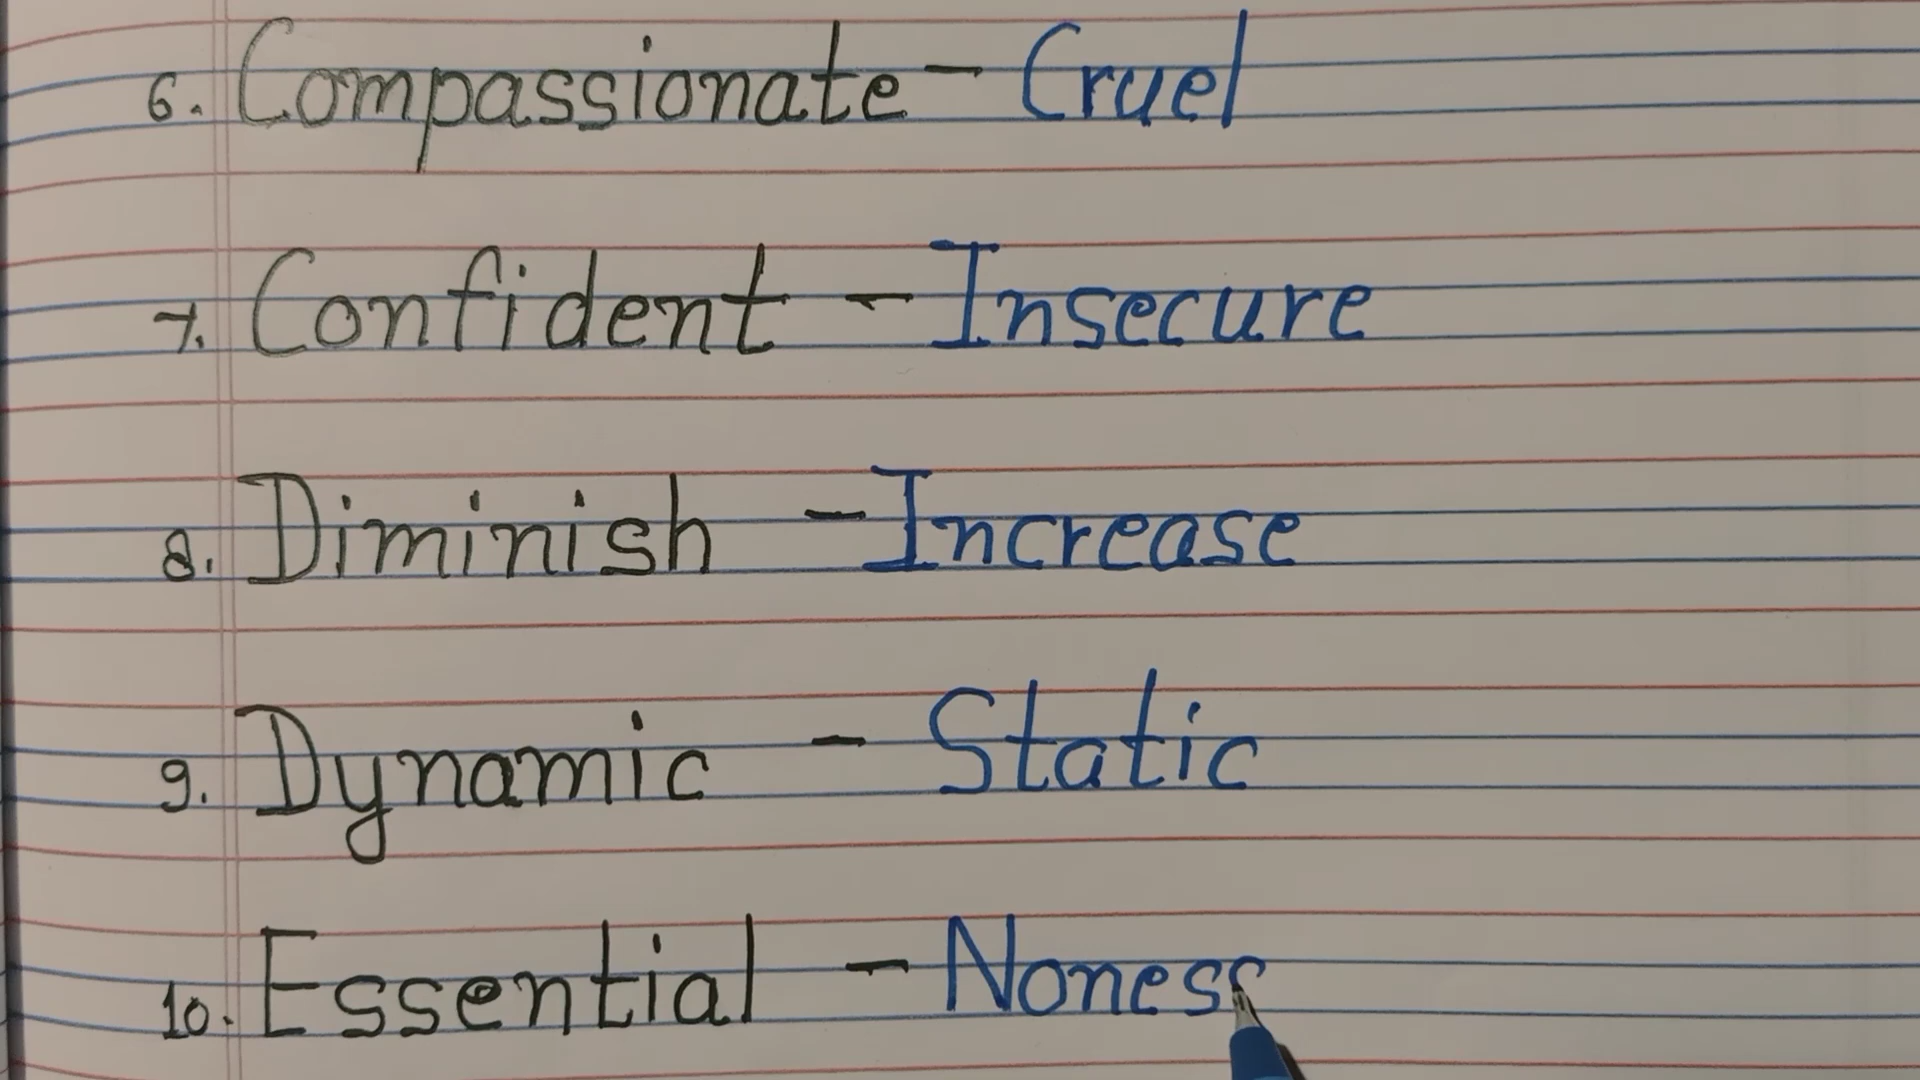 6. Compassionate - Cruel
7. Confident - Insecure
8. Diminish - Increase
9. Dynamic - Static
10. Essential - Noness